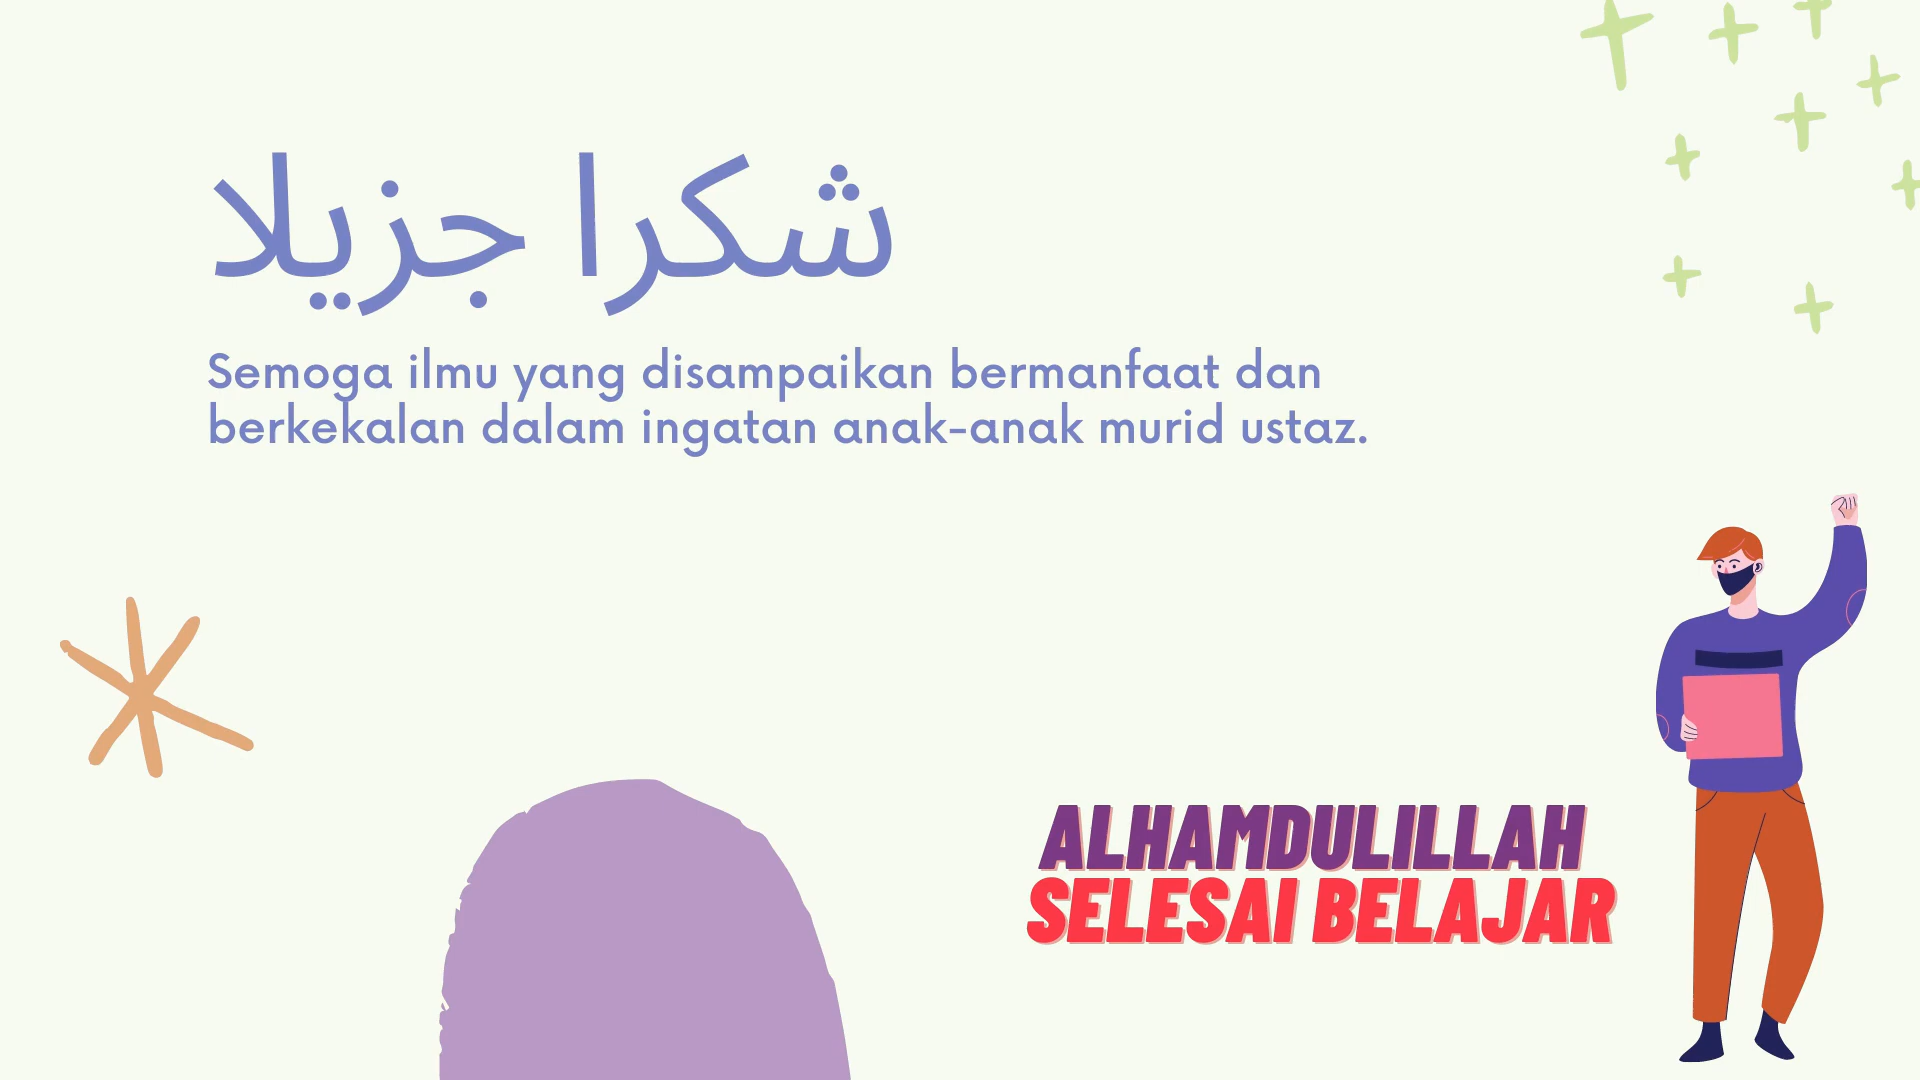 شكرا جزيلا
Semoga ilmu yang disampaikan bermanfaat dan
berkekalan dalam ingatan anak-anak murid ustaz.
ALHAMDULILLAH
SELESAI BELAJAR